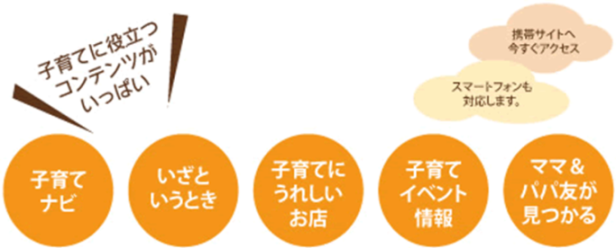 子育てに役立つ
コンテンツが
いっぱい
携帯サイトへ
今すぐアクセス
スマートフォンも
対応します。
子育て
ナビ
いざと
いうとき
子育てに
うれしい
お店
子育て
イベント
情報
ママ&
パパ友が
見つかる